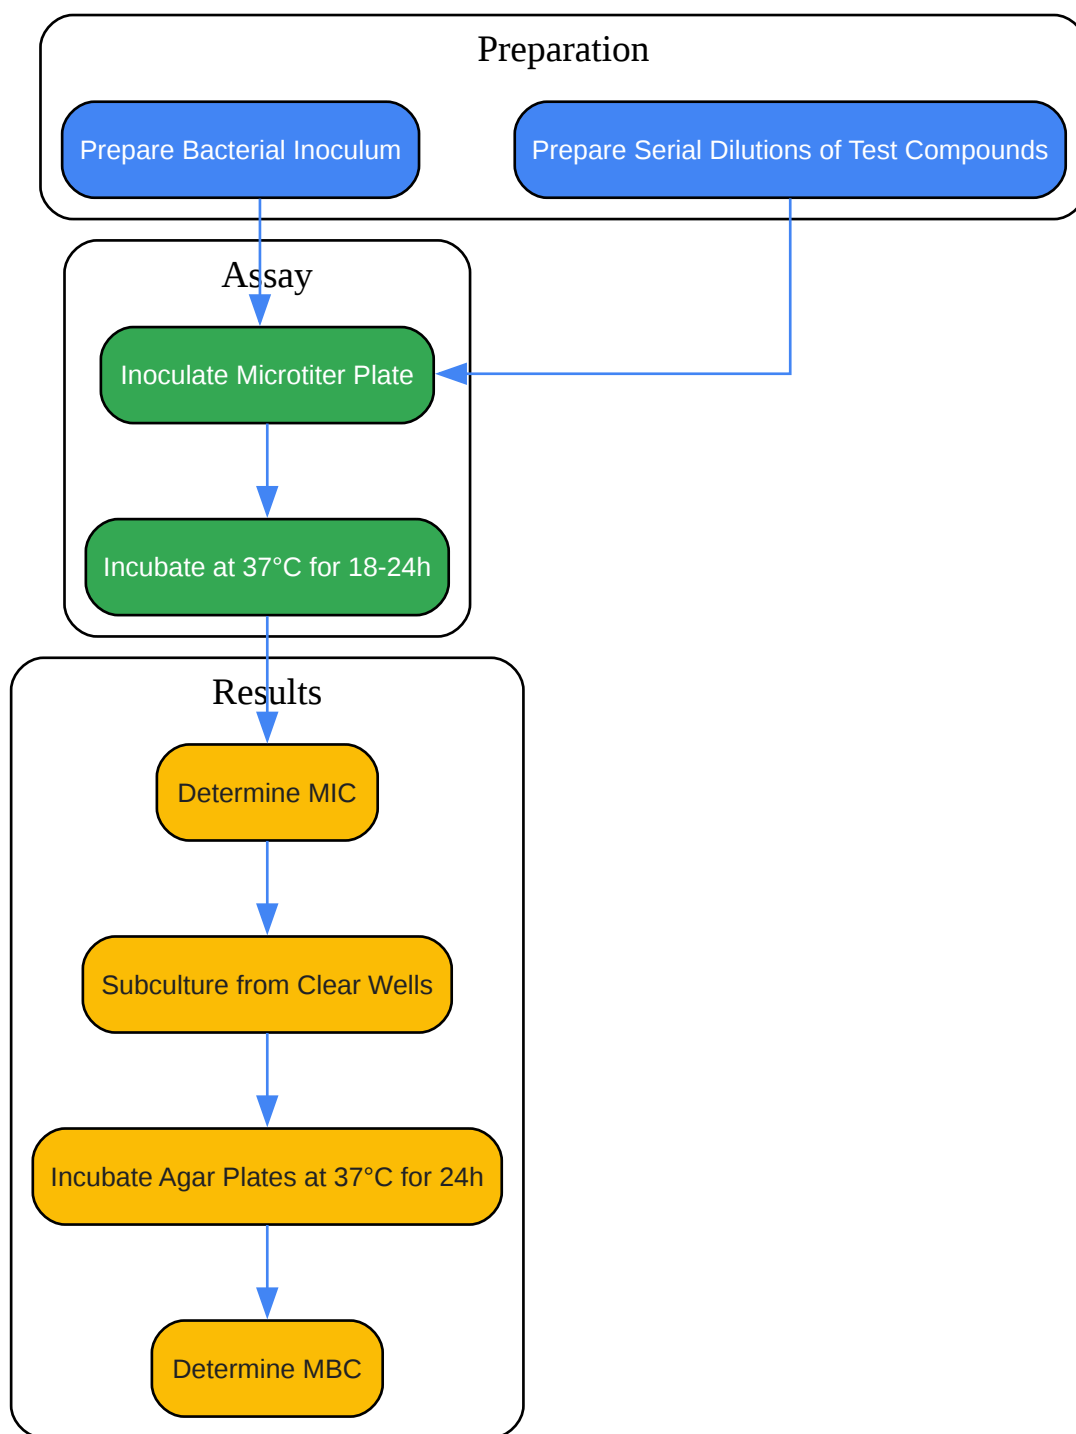 Preparation
Prepare Bacterial Inoculum
Prepare Serial Dilutions of Test Compounds
Assay
Inoculate Microtiter Plate
Incubate at 37°C for 18-24h
Results
Determine MIC
Subculture from Clear Wells
Incubate Agar Plates at 37°C for 24h
Determine MBC